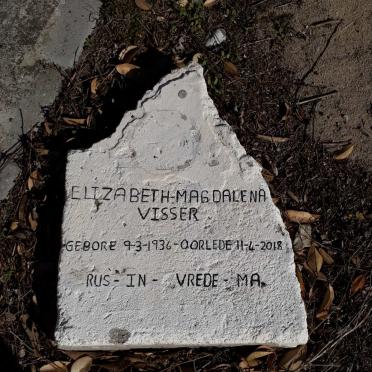 ELIZABETH-MAGDALENA
VISSER
GEBORE 9-3-1936-OORLEDE 11-4-2018
RUS-IN- VREDE-MA.